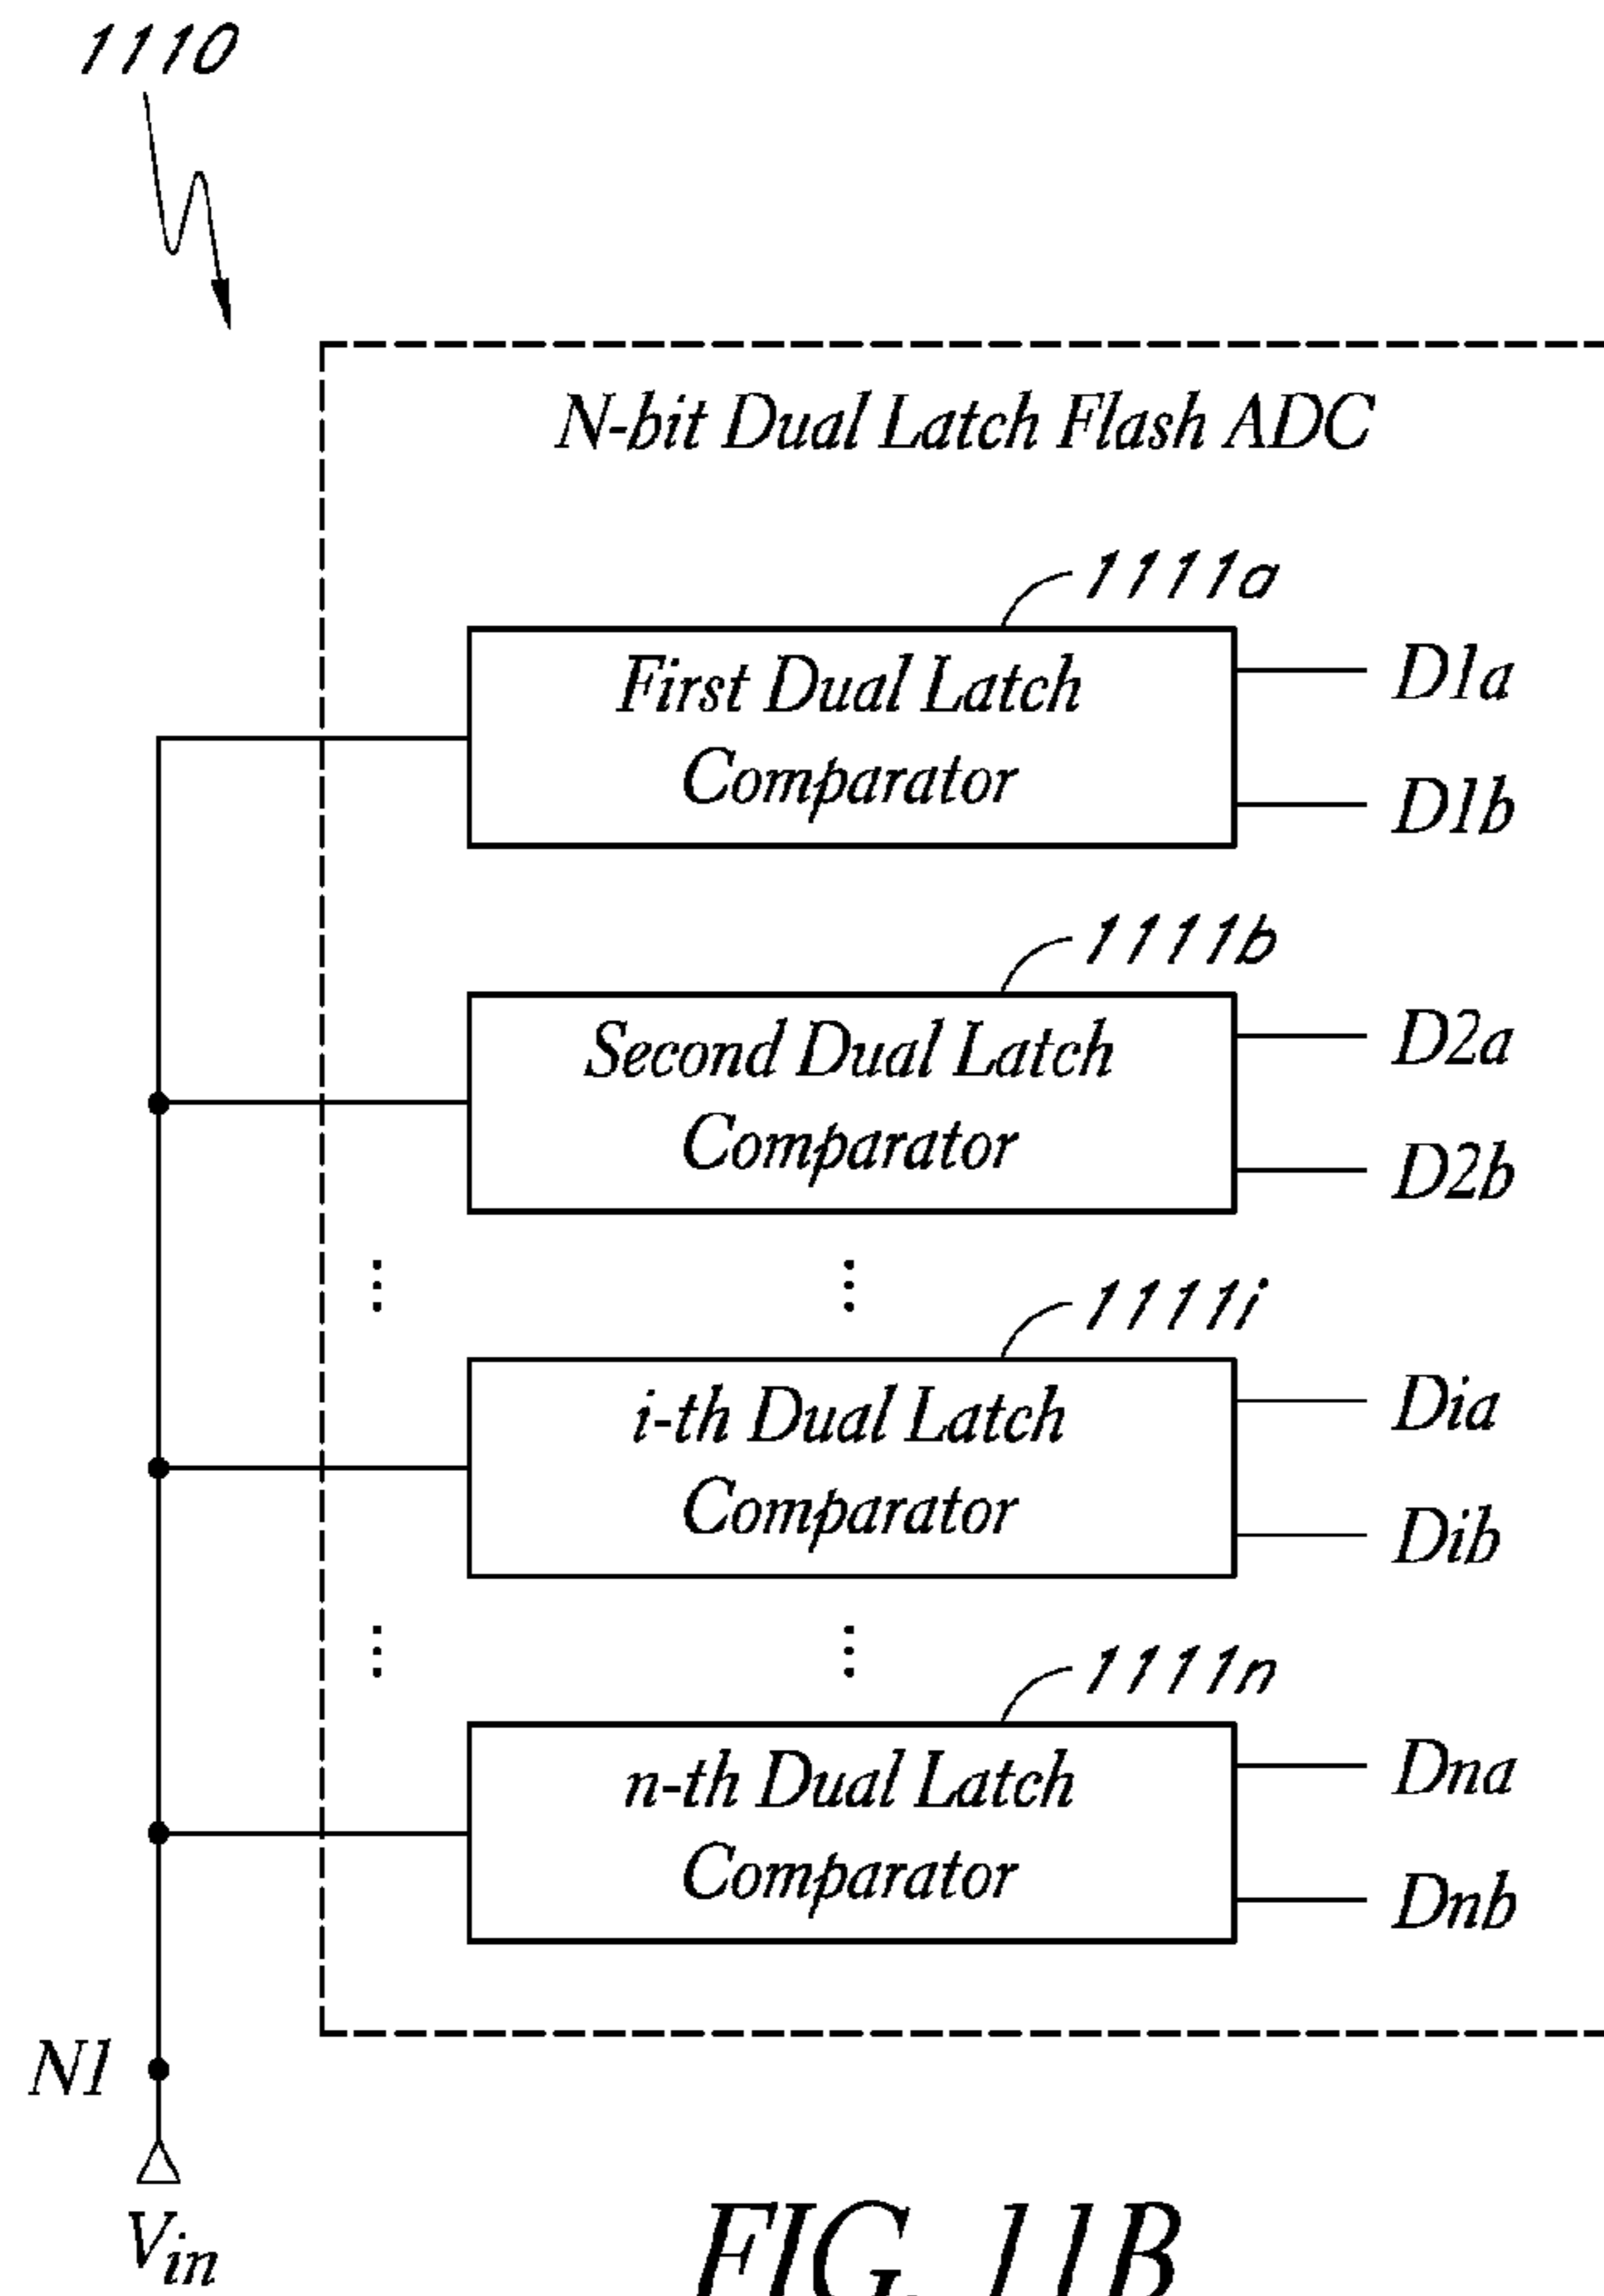 1110
N-bit Dual Latch Flash ADC
1111a
First Dual Latch
Comparator
D1a
D1b
1111b
Second Dual Latch
Comparator
D2a
D2b
1111i
i-th Dual Latch
Comparator
Dia
Dib
1111n
n-th Dual Latch
Comparator
Dna
Dnb
N1
Vin
FIG. 11B